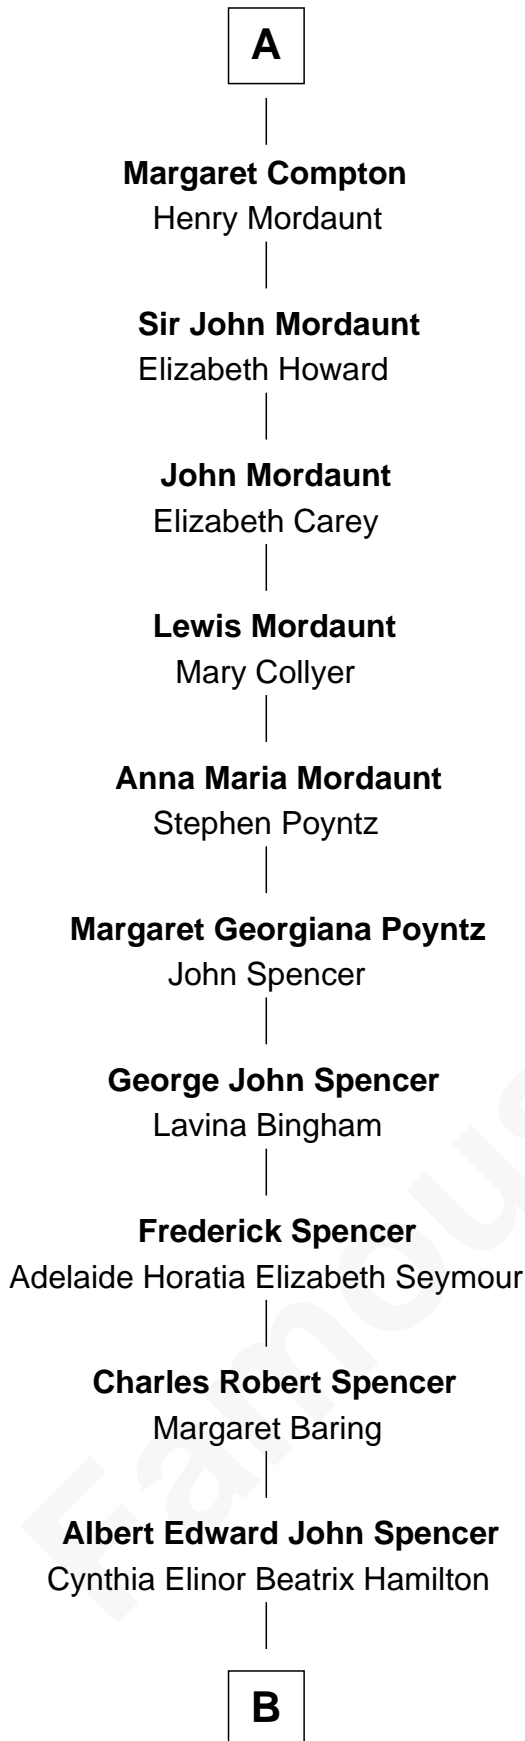 A
Margaret Compton
Henry Mordaunt
Sir John Mordaunt
Elizabeth Howard
John Mordaunt
Elizabeth Carey
Lewis Mordaunt
Mary Collyer
Anna Maria Mordaunt
Stephen Poyntz
Margaret Georgiana Poyntz
John Spencer
George John Spencer
Lavina Bingham
Frederick Spencer
Adelaide Horatia Elizabeth Seymour
Charles Robert Spencer
Margaret Baring
Albert Edward John Spencer
Cynthia Elinor Beatrix Hamilton
B
Famous